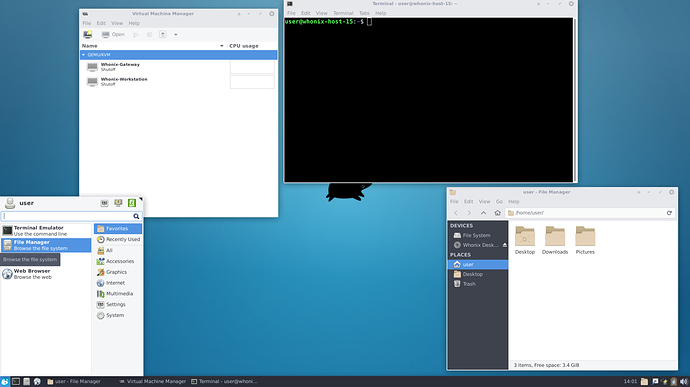 Virtual Machine Manager
File Edit View Help
Open
Name CPU usage
QEMU/KVM
Whonix-Gateway
Shutoff
Whonix-Workstation
Shutoff
Terminal - user@whonix-host-15: ~
File Edit View Terminal Tabs Help
user@whonix-host-15:~$
user
Terminal Emulator
Use the command line
File Manager
Browse the file system
Browse the file system
Web Browser
Browse the web
Favorites
Recently Used
All
Accessories
Graphics
Internet
Multimedia
Settings
System
user - File Manager
File Edit View Go Help
/home/user/
DEVICES
File System
Whonix Desk...
PLACES
user
Desktop
Trash
Desktop Downloads Pictures
3 items, Free space: 3.4 GiB
user - File Manager Virtual Machine Manager Terminal - user@whoni... 14:01